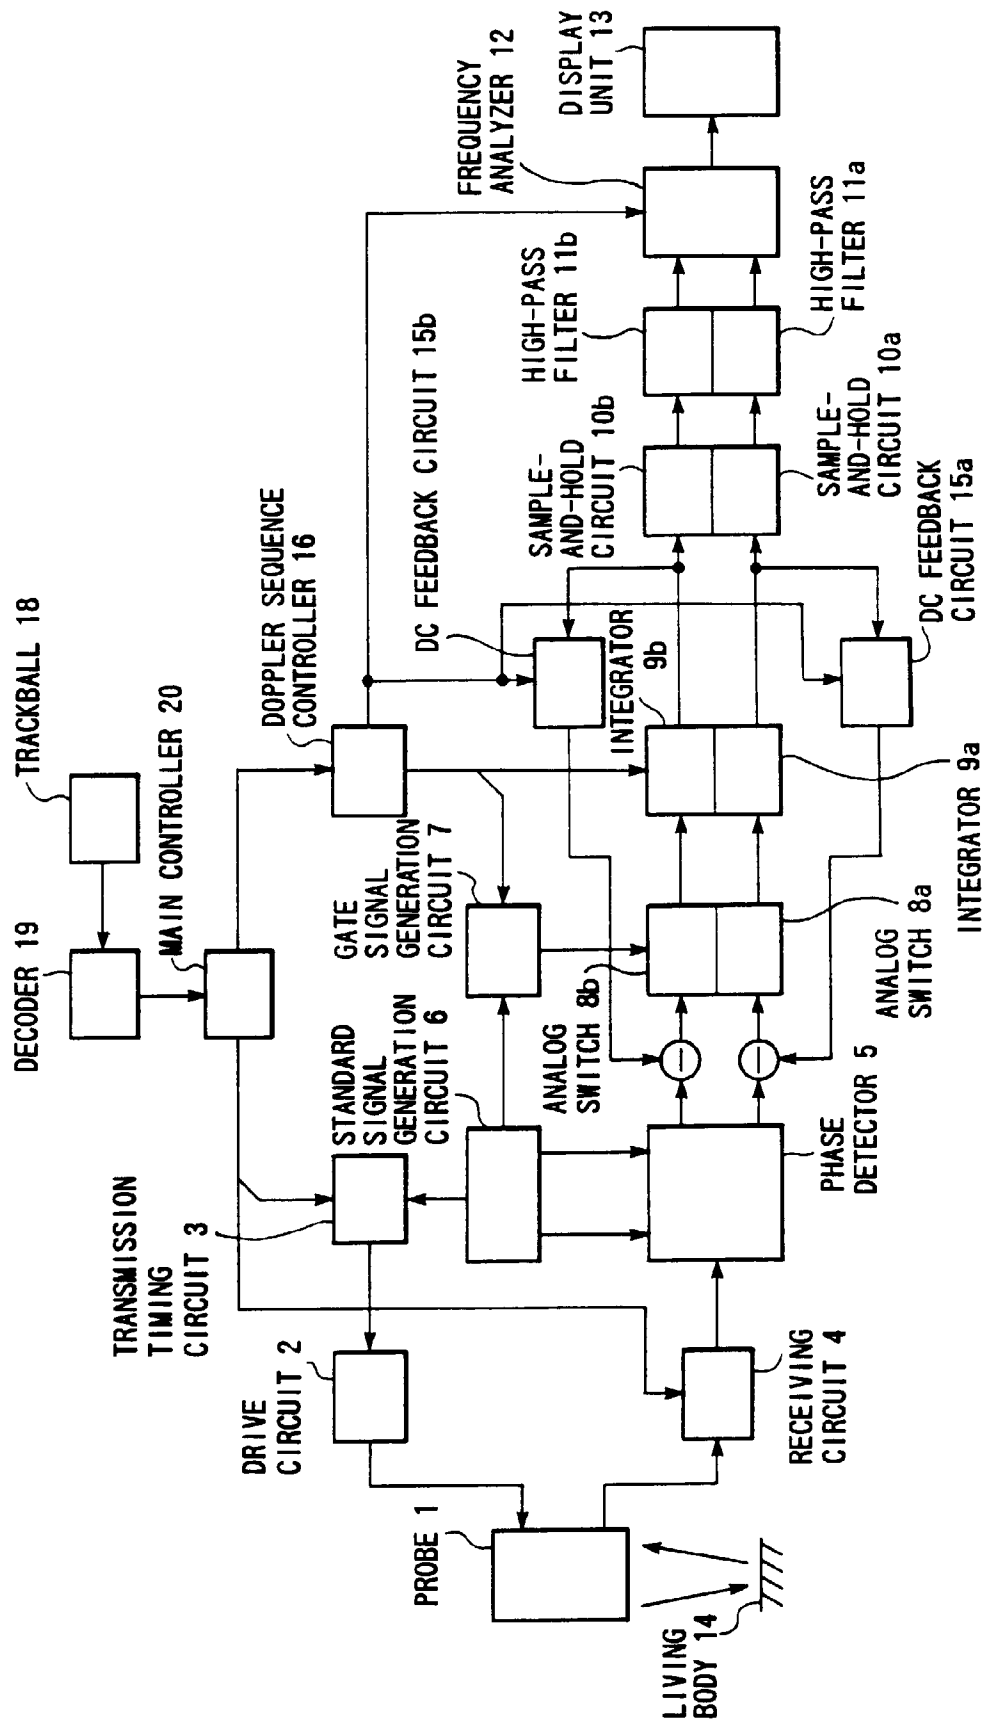 DECODER 19
TRACKBALL 18
MAIN CONTROLLER 20
TRANSMISSION
TIMING
CIRCUIT 3
DRIVE
CIRCUIT 2
STANDARD
SIGNAL
GENERATION
CIRCUIT 6
GATE
SIGNAL
GENERATION
CIRCUIT 7
DOPPLER SEQUENCE
CONTROLLER 16
DC FEEDBACK CIRCUIT 15b
FREQUENCY
ANALYZER 12
DISPLAY
UNIT 13
PROBE 1
ANALOG
SWITCH 8b
INTEGRATOR
9b
SAMPLE-
AND-HOLD
CIRCUIT 10b
HIGH-PASS
FILTER 11b
LIVING
BODY 14
RECEIVING
CIRCUIT 4
PHASE
DETECTOR 5
ANALOG
SWITCH 8a
INTEGRATOR 9a
DC FEEDBACK
CIRCUIT 15a
SAMPLE-
AND-HOLD
CIRCUIT 10a
HIGH-PASS
FILTER 11a